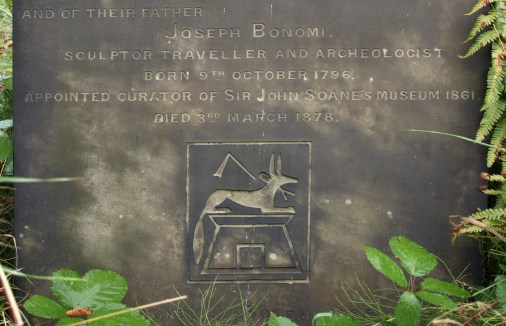 AND OF THEIR FATHER
JOSEPH BONOMI,
SCULPTOR TRAVELLER AND ARCHEOLOGIST
BORN 9TH OCTOBER 1796,
APPOINTED CURATOR OF SIR JOHN SOANE'S MUSEUM 1861.
DIED 3RD MARCH 1878.